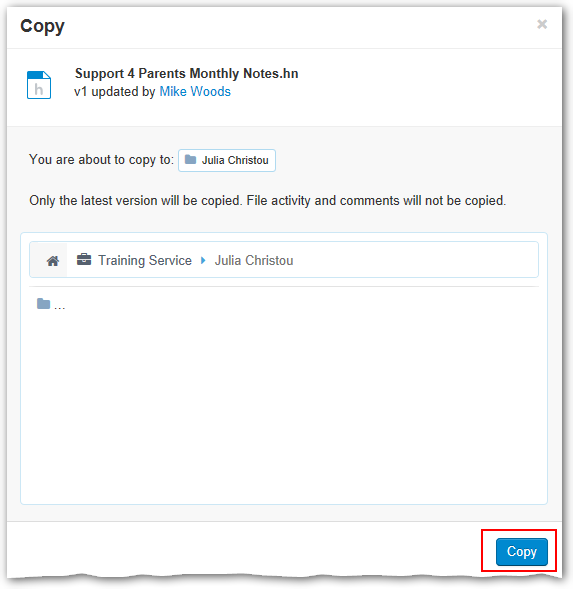 Copy
Support 4 Parents Monthly Notes.hn
v1 updated by Mike Woods
h
You are about to copy to: Julia Christou
Only the latest version will be copied. File activity and comments will not be copied.
Training Service Julia Christou
...
Copy